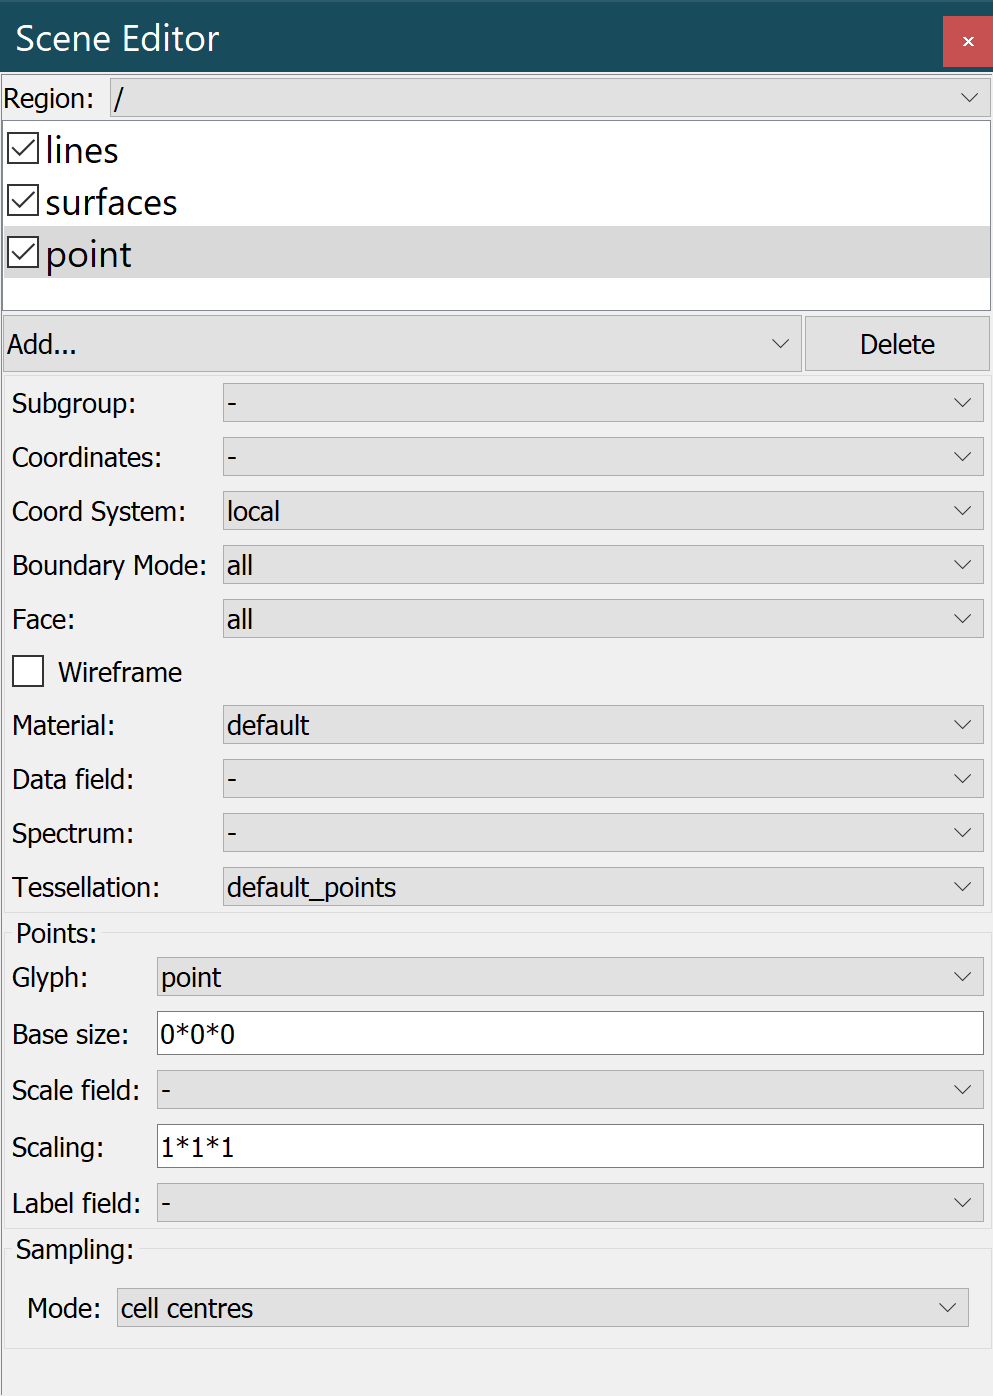 Scene Editor
Region: /
lines
surfaces
point
Add... Delete
Subgroup: -
Coordinates: -
Coord System: local
Boundary Mode: all
Face: all
Wireframe
Material: default
Data field: -
Spectrum: -
Tessellation: default_points
Points:
Glyph: point
Base size: 0*0*0
Scale field: -
Scaling: 1*1*1
Label field: -
Sampling:
Mode: cell centres